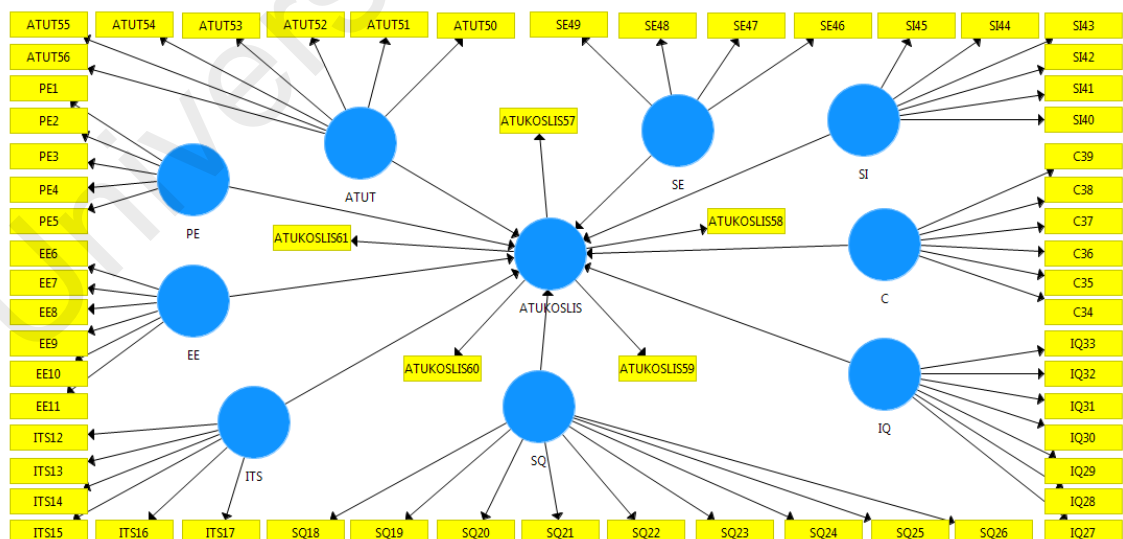 ATUT55
ATUT54
ATUT53
ATUT52
ATUT51
ATUT50
SE49
SE48
SE47
SE46
SI45
SI44
SI43
ATUT56
SI42
PE1
SI41
PE2
SI40
ATUKOSLIS57
PE3
C39
PE4
SE
SI
C38
PE5
ATUT
C37
PE
ATUKOSLIS61
ATUKOSLIS58
EE6
C36
EE7
C35
EE8
ATUKOSLIS
C
C34
EE9
EE
IQ33
EE10
ATUKOSLIS60
ATUKOSLIS59
IQ32
EE11
IQ31
ITS12
IQ
IQ30
ITS13
ITS
SQ
IQ29
ITS14
IQ28
ITS15
ITS16
ITS17
SQ18
SQ19
SQ20
SQ21
SQ22
SQ23
SQ24
SQ25
SQ26
IQ27
Univers